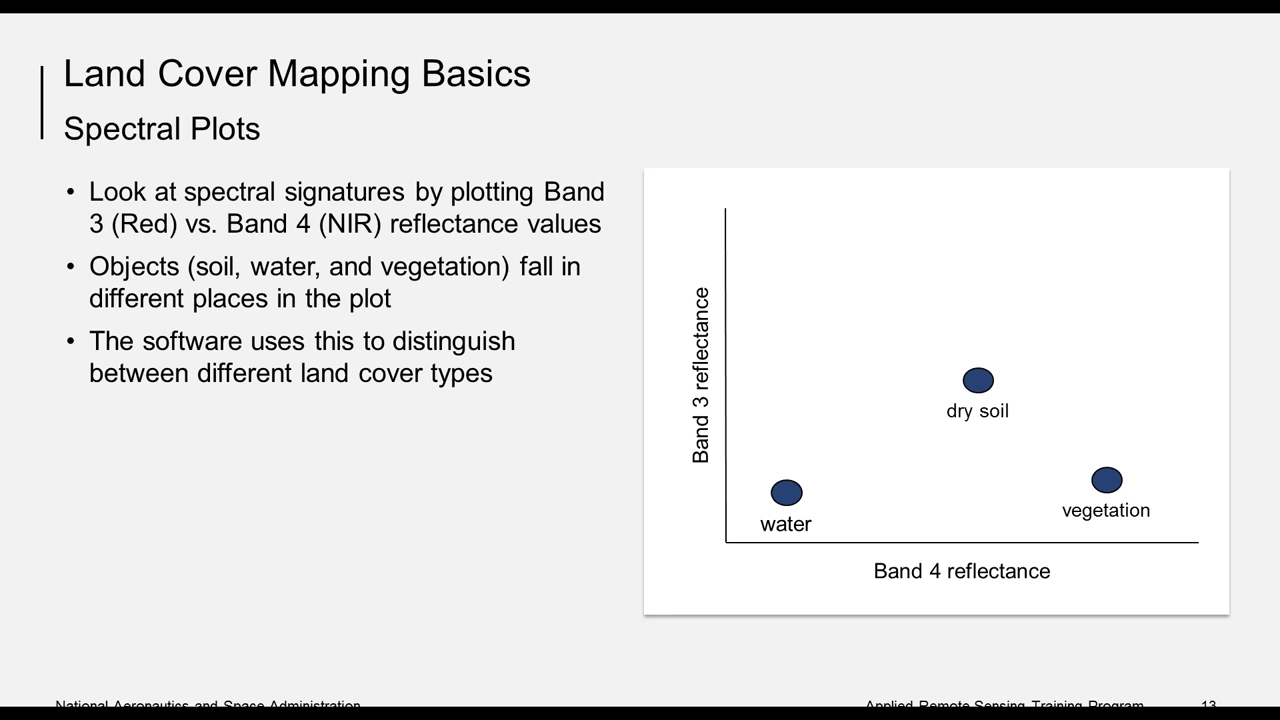 Land Cover Mapping Basics
Spectral Plots
• Look at spectral signatures by plotting Band
3 (Red) vs. Band 4 (NIR) reflectance values
• Objects (soil, water, and vegetation) fall in
different places in the plot
• The software uses this to distinguish
between different land cover types
Band 3 reflectance
dry soil
water
vegetation
Band 4 reflectance
National Aeronautics and Space Administration
Applied Remote Sensing Training Program
13